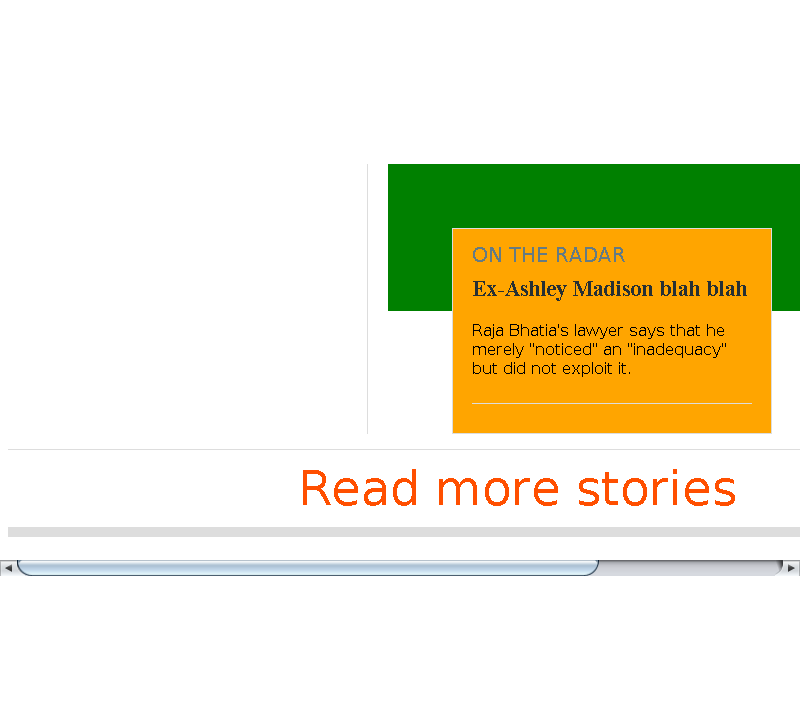 ON THE RADAR
Ex-Ashley Madison blah blah
Raja Bhatia's lawyer says that he
merely "noticed" an "inadequacy"
but did not exploit it.
Read more stories